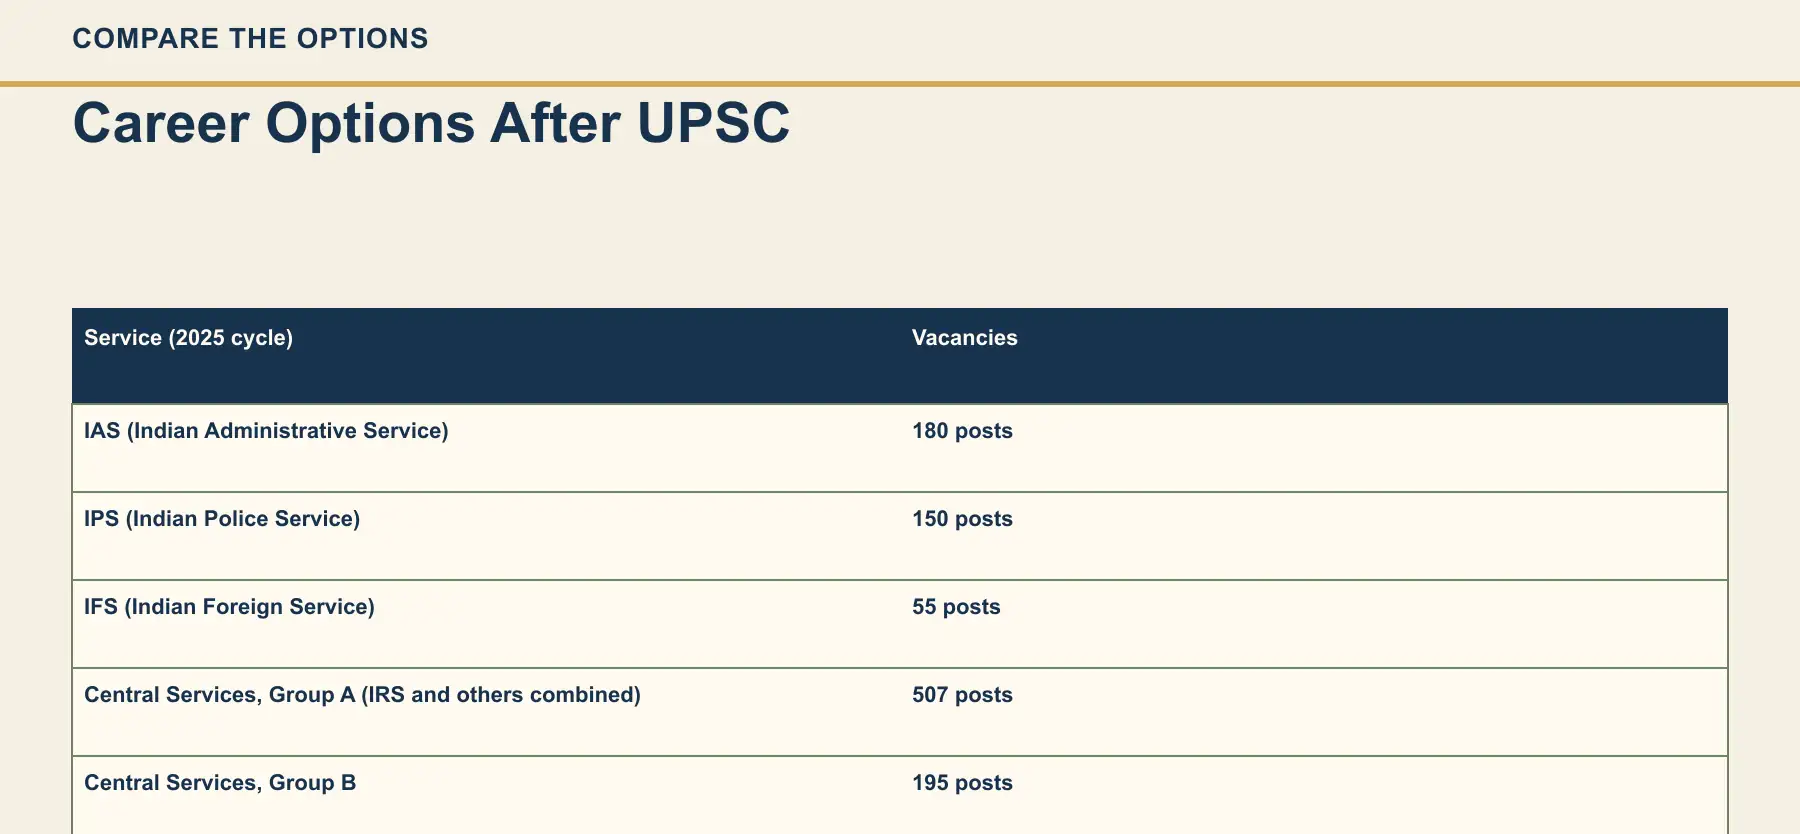 COMPARE THE OPTIONS
Career Options After UPSC
Service (2025 cycle) Vacancies
IAS (Indian Administrative Service) 180 posts
IPS (Indian Police Service) 150 posts
IFS (Indian Foreign Service) 55 posts
Central Services, Group A (IRS and others combined) 507 posts
Central Services, Group B 195 posts